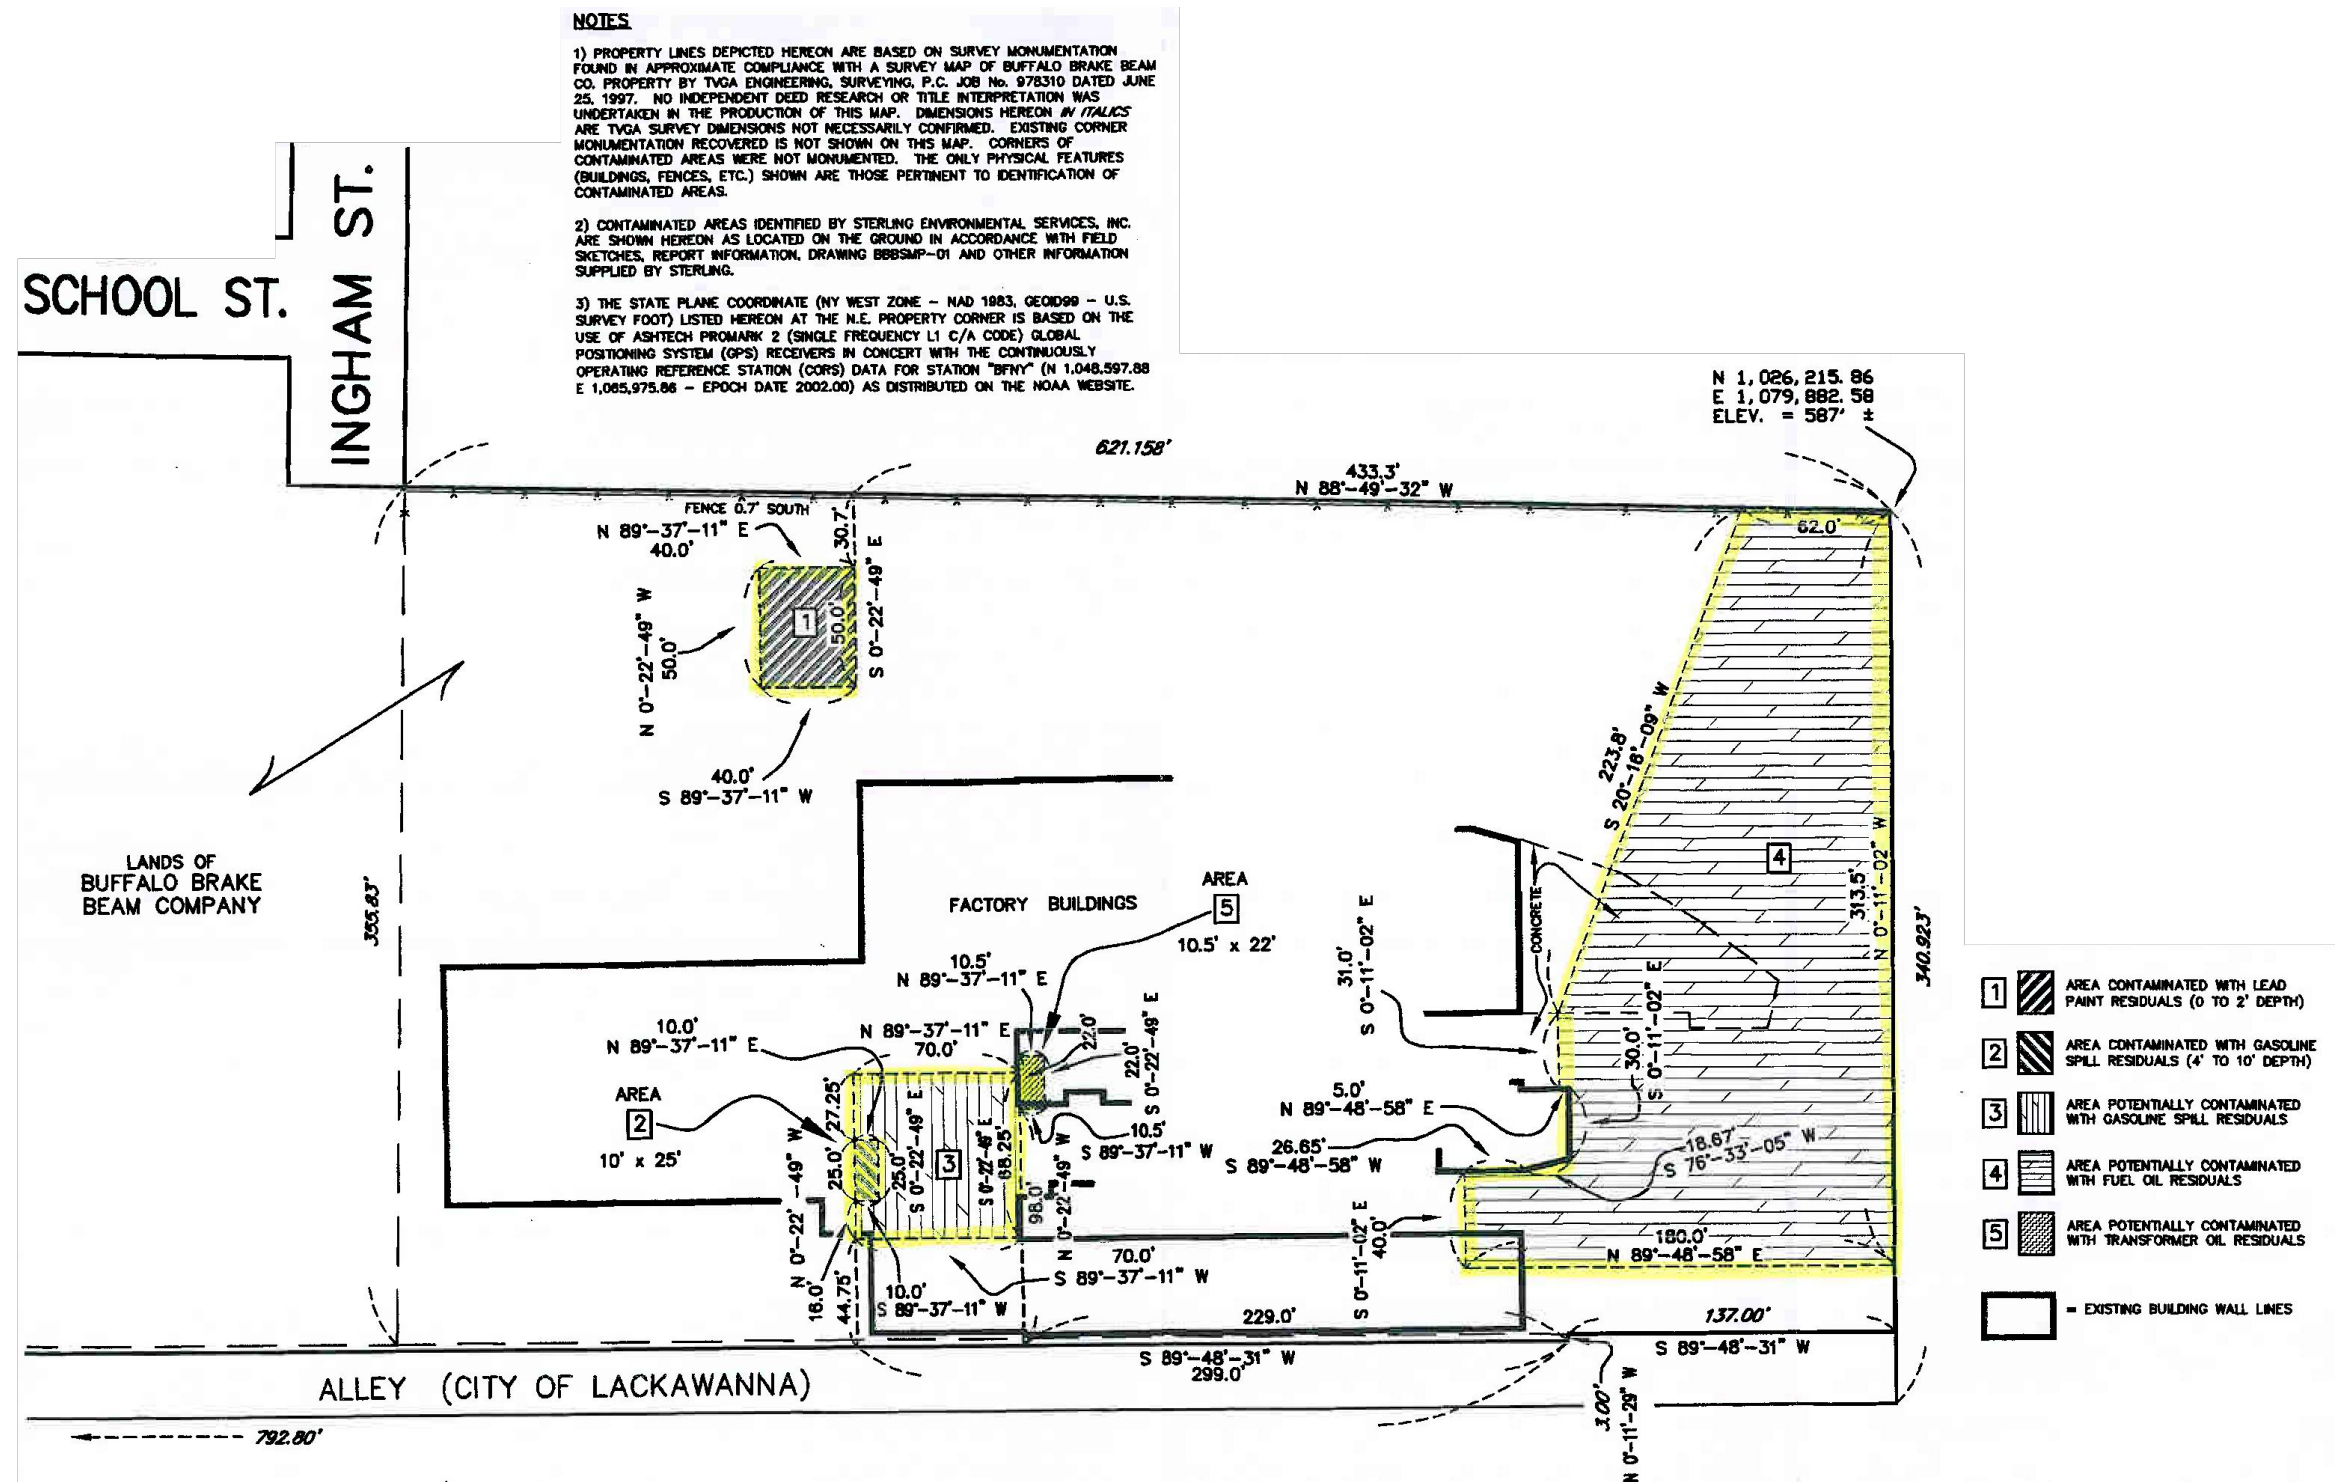 NOTES
1) PROPERTY LINES DEPICTED HEREON ARE BASED ON SURVEY MONUMENTATION
FOUND IN APPROXIMATE COMPLIANCE WITH A SURVEY MAP OF BUFFALO BRAKE BEAM
CO. PROPERTY BY TVGA ENGINEERING, SURVEYING, P.C. JOB No. 978310 DATED JUNE
25, 1997. NO INDEPENDENT DEED RESEARCH OR TITLE INTERPRETATION WAS
UNDERTAKEN IN THE PRODUCTION OF THIS MAP. DIMENSIONS HEREON IN ITALICS
ARE TVGA SURVEY DIMENSIONS NOT NECESSARILY CONFIRMED. EXISTING CORNER
MONUMENTATION RECOVERED IS NOT SHOWN ON THIS MAP. CORNERS OF
CONTAMINATED AREAS WERE NOT MONUMENTED. THE ONLY PHYSICAL FEATURES
(BUILDINGS, FENCES, ETC.) SHOWN ARE THOSE PERTINENT TO IDENTIFICATION OF
CONTAMINATED AREAS.
2) CONTAMINATED AREAS IDENTIFIED BY STERLING ENVIRONMENTAL SERVICES, INC.
ARE SHOWN HEREON AS LOCATED ON THE GROUND IN ACCORDANCE WITH FIELD
SKETCHES, REPORT INFORMATION, DRAWING BBBSMP-01 AND OTHER INFORMATION
SUPPLIED BY STERLING.
3) THE STATE PLANE COORDINATE (NY WEST ZONE - NAD 1983, GEOID99 - U.S.
SURVEY FOOT) LISTED HEREON AT THE N.E. PROPERTY CORNER IS BASED ON THE
USE OF ASHTECH PROMARK 2 (SINGLE FREQUENCY L1 C/A CODE) GLOBAL
POSITIONING SYSTEM (GPS) RECEIVERS IN CONCERT WITH THE CONTINUOUSLY
OPERATING REFERENCE STATION (CORS) DATA FOR STATION "BFNY" (N 1,048,597.88
E 1,065,975.86 - EPOCH DATE 2002.00) AS DISTRIBUTED ON THE NOAA WEBSITE.
SCHOOL ST.
INGHAM ST.
N 1,026,215.86
E 1,079,882.58
ELEV. = 587' ±
621.158'
433.3'
N 88°-49'-32" W
FENCE 0.7' SOUTH
N 89°-37'-11" E
40.0'
30.7'
S 0°-22'-49" E
62.0'
N 0°-22'-49" W
50.0'
1
50.0'
40.0'
S 89°-37'-11" W
223.8'
S 20°-16'-09" W
4
313.5'
N 0°-11'-02" W
340.923'
LANDS OF
BUFFALO BRAKE
BEAM COMPANY
355.83'
FACTORY BUILDINGS
AREA
5
10.5' x 22'
CONCRETE
31.0'
S 0°-11'-02" E
10.5'
N 89°-37'-11" E
10.0'
N 89°-37'-11" E
N 89°-37'-11" E
70.0'
22.0'
22.0'
S 0°-22'-49" E
30.0'
S 0°-11'-02" E
AREA
2
10' x 25'
27.25'
25.0'
16.0'
N 0°-22'-49" W
44.75'
25.0'
S 0°-22'-49" E
3
S 0°-22'-49" E
68.25'
98.0'
N 0°-22'-49" W
10.5'
S 89°-37'-11" W
5.0'
N 89°-48'-58" E
26.65'
S 89°-48'-58" W
18.67'
S 76°-33'-05" W
S 0°-11'-02" E
40.0'
180.0'
N 89°-48'-58" E
70.0'
S 89°-37'-11" W
10.0'
S 89°-37'-11" W
229.0'
137.00'
S 89°-48'-31" W
299.0'
S 89°-48'-31" W
3.00'
N 0°-11'-29" W
ALLEY (CITY OF LACKAWANNA)
792.80'
1 AREA CONTAMINATED WITH LEAD
PAINT RESIDUALS (0 TO 2' DEPTH)
2 AREA CONTAMINATED WITH GASOLINE
SPILL RESIDUALS (4' TO 10' DEPTH)
3 AREA POTENTIALLY CONTAMINATED
WITH GASOLINE SPILL RESIDUALS
4 AREA POTENTIALLY CONTAMINATED
WITH FUEL OIL RESIDUALS
5 AREA POTENTIALLY CONTAMINATED
WITH TRANSFORMER OIL RESIDUALS
= EXISTING BUILDING WALL LINES